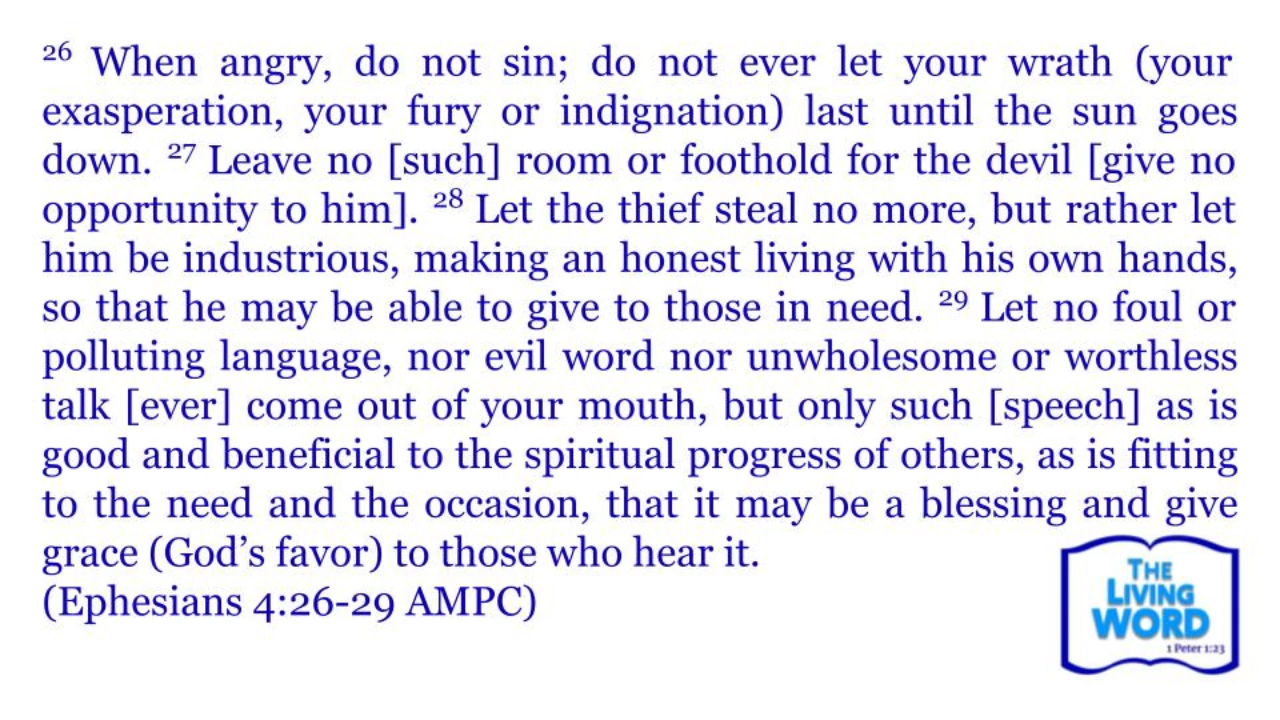 26 When angry, do not sin; do not ever let your wrath (your
exasperation, your fury or indignation) last until the sun goes
down. 27 Leave no [such] room or foothold for the devil [give no
opportunity to him]. 28 Let the thief steal no more, but rather let
him be industrious, making an honest living with his own hands,
so that he may be able to give to those in need. 29 Let no foul or
polluting language, nor evil word nor unwholesome or worthless
talk [ever] come out of your mouth, but only such [speech] as is
good and beneficial to the spiritual progress of others, as is fitting
to the need and the occasion, that it may be a blessing and give
grace (God’s favor) to those who hear it.
(Ephesians 4:26-29 AMPC)
THE
LIVING
WORD
1 Peter 1:23